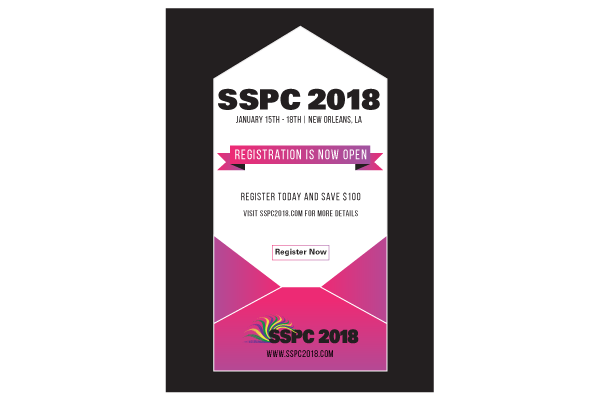 SSPC 2018
JANUARY 15TH - 18TH | NEW ORLEANS, LA
REGISTRATION IS NOW OPEN
REGISTER TODAY AND SAVE $100
VISIT SSPC2018.COM FOR MORE DETAILS
Register Now
SSPC 2018
WWW.SSPC2018.COM